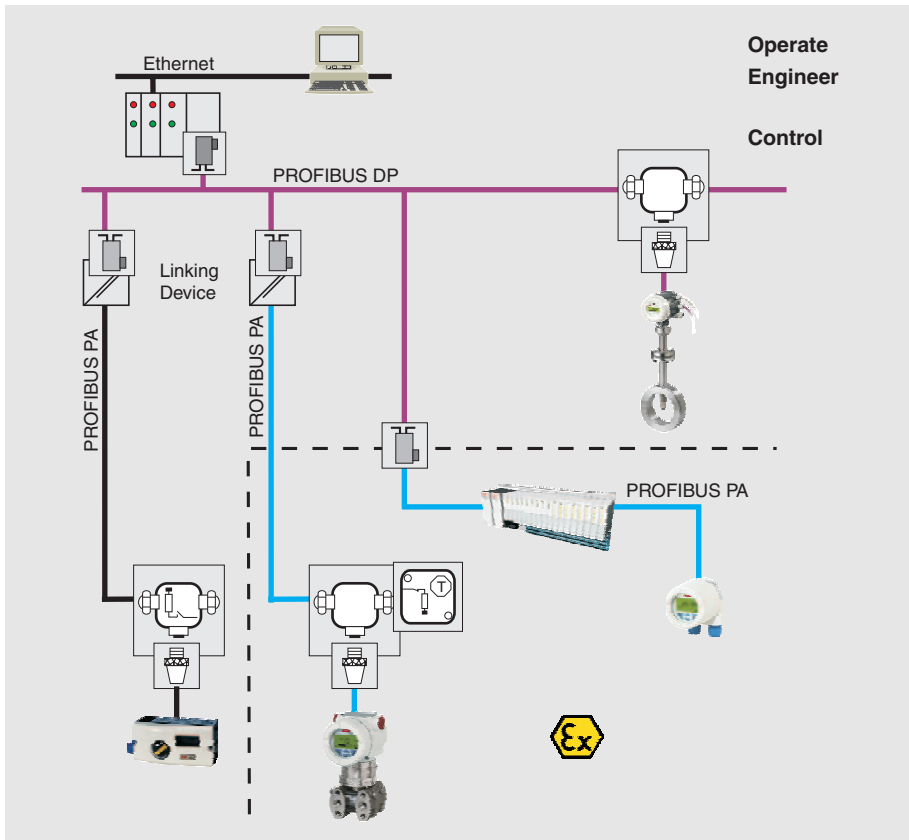 Operate
Ethernet
Engineer
Control
PROFIBUS DP
Linking
Device
PROFIBUS PA
PROFIBUS PA
PROFIBUS PA
T
Ex